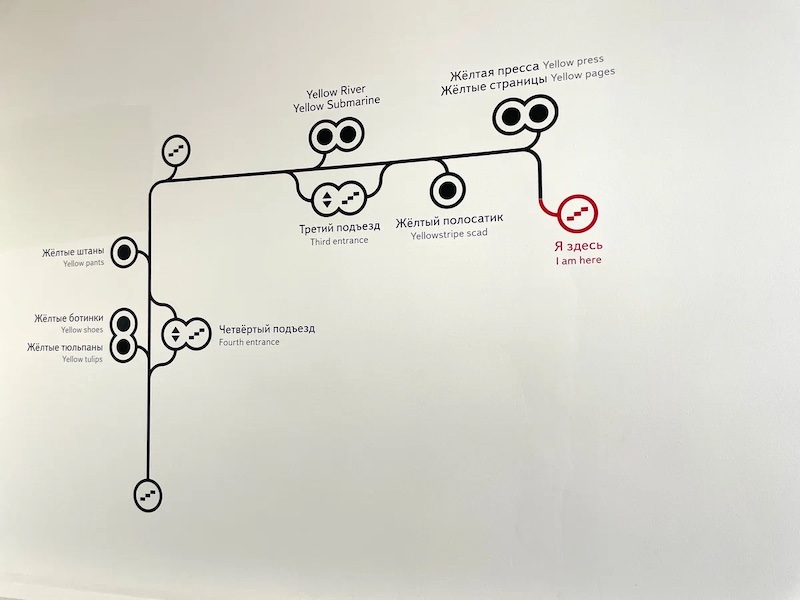 Жёлтая пресса Yellow press
Жёлтые страницы Yellow pages
Yellow River
Yellow Submarine
Третий подъезд
Third entrance
Жёлтый полосатик
Yellowstripe scad
Я здесь
I am here
Жёлтые штаны
Yellow pants
Жёлтые ботинки
Yellow shoes
Жёлтые тюльпаны
Yellow tulips
Четвёртый подъезд
Fourth entrance